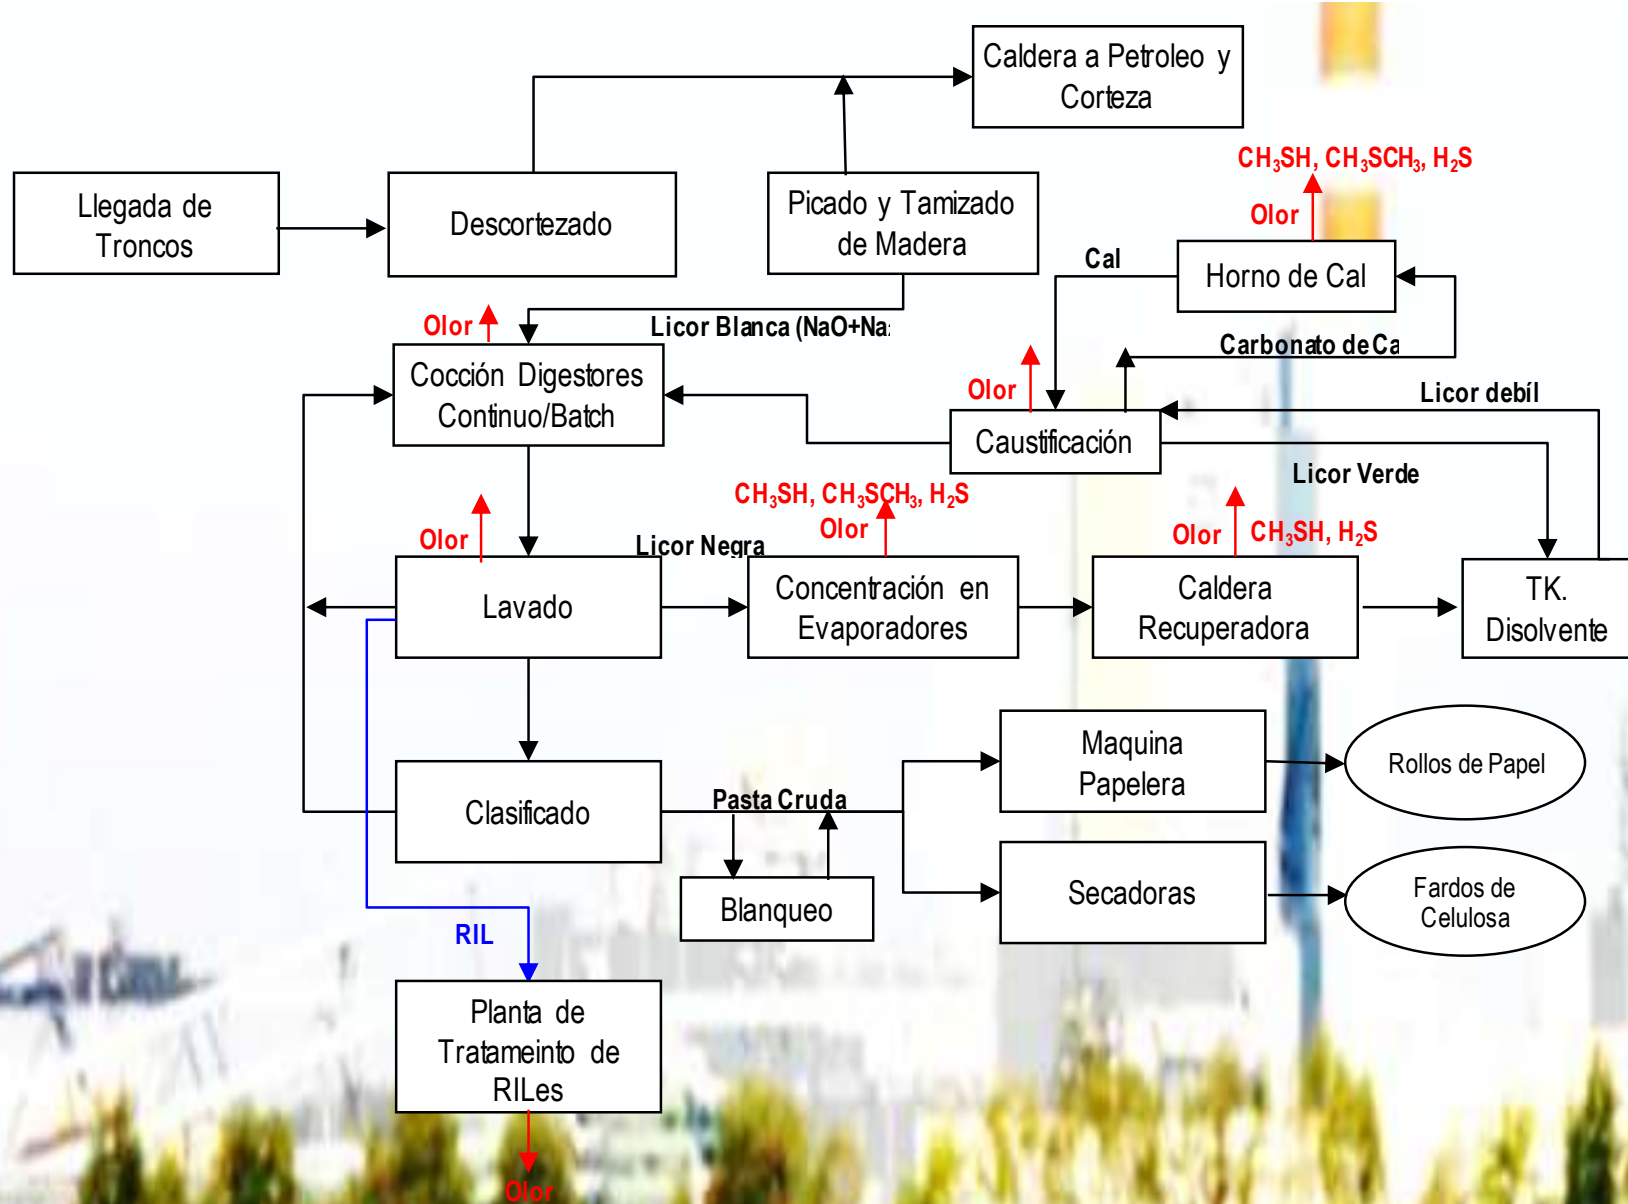 Caldera a Petroleo y
Corteza
CH₃SH, CH₃SCH₃, H₂S
Olor
Llegada de
Troncos
Descortezado
Picado y Tamizado
de Madera
Cal
Horno de Cal
Olor
Licor Blanca (NaO+Na
Carbonato de Ca
Cocción Digestores
Continuo/Batch
Olor
Licor debíl
Caustificación
Licor Verde
CH₃SH, CH₃SCH₃, H₂S
Olor
Olor
CH₃SH, H₂S
Olor
Licor Negra
Lavado
Concentración en
Evaporadores
Caldera
Recuperadora
TK.
Disolvente
Maquina
Papelera
Rollos de Papel
Clasificado
Pasta Cruda
Blanqueo
Secadoras
Fardos de
Celulosa
RIL
Planta de
Tratameinto de
RILes
Olor